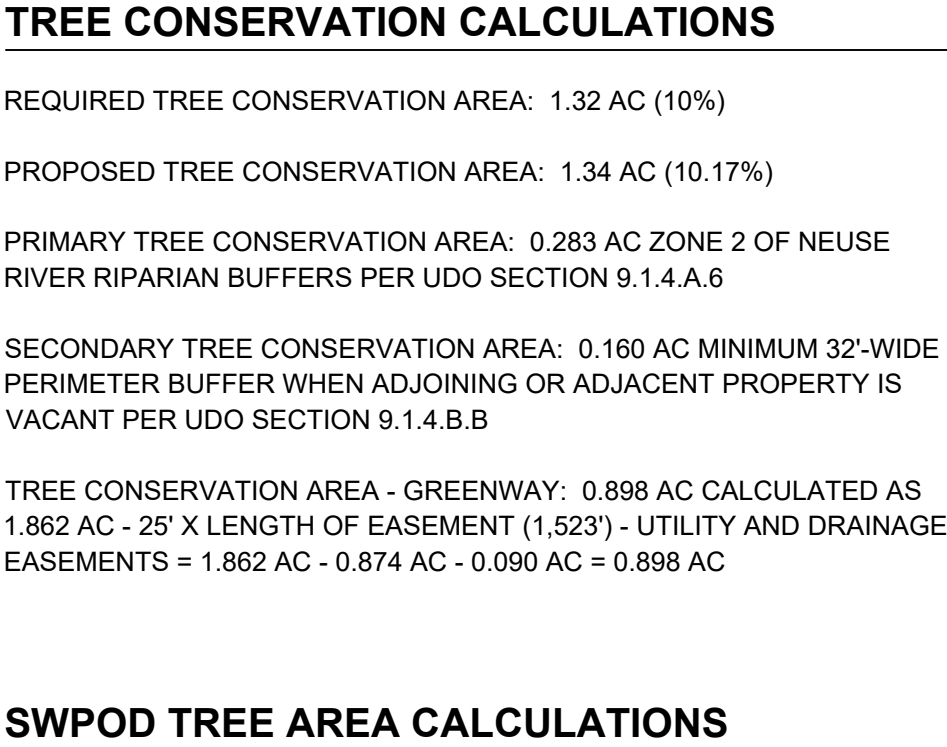 TREE CONSERVATION CALCULATIONS
REQUIRED TREE CONSERVATION AREA: 1.32 AC (10%)
PROPOSED TREE CONSERVATION AREA: 1.34 AC (10.17%)
PRIMARY TREE CONSERVATION AREA: 0.283 AC ZONE 2 OF NEUSE
RIVER RIPARIAN BUFFERS PER UDO SECTION 9.1.4.A.6
SECONDARY TREE CONSERVATION AREA: 0.160 AC MINIMUM 32'-WIDE
PERIMETER BUFFER WHEN ADJOINING OR ADJACENT PROPERTY IS
VACANT PER UDO SECTION 9.1.4.B.B
TREE CONSERVATION AREA - GREENWAY: 0.898 AC CALCULATED AS
1.862 AC - 25' X LENGTH OF EASEMENT (1,523') - UTILITY AND DRAINAGE
EASEMENTS = 1.862 AC - 0.874 AC - 0.090 AC = 0.898 AC
SWPOD TREE AREA CALCULATIONS